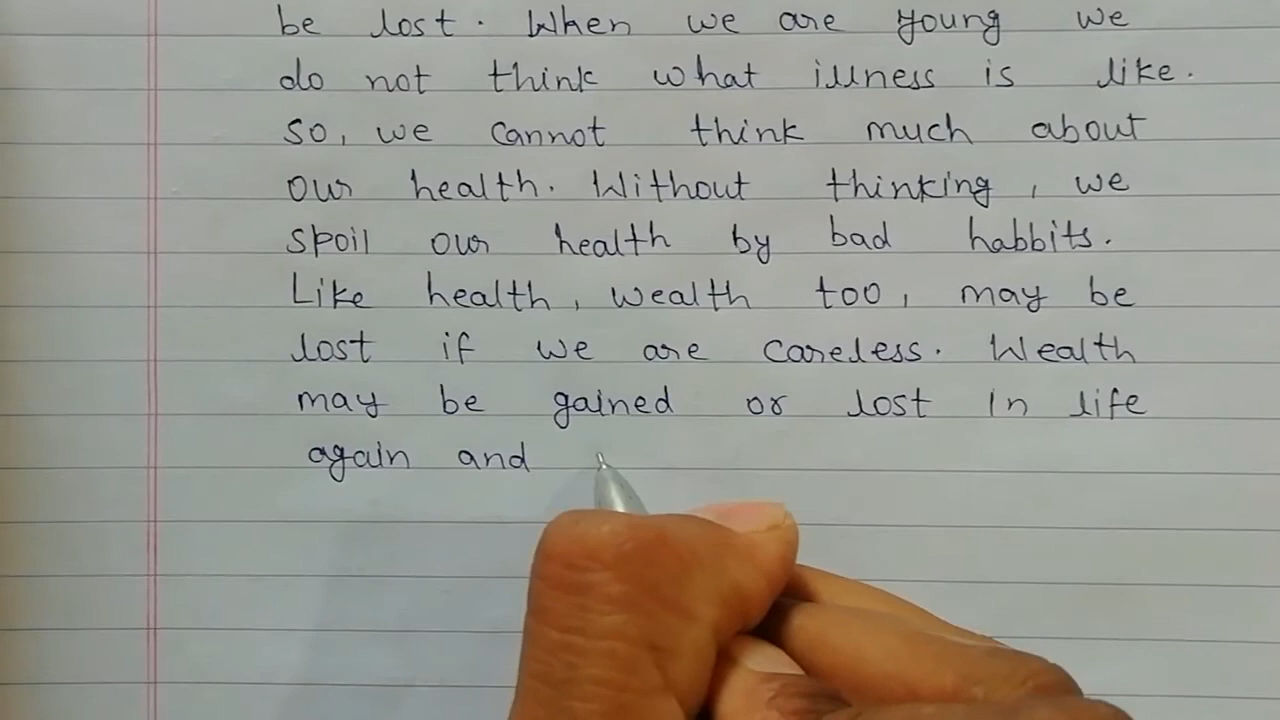 be lost. When we are young we
do not think what illness is like.
so, we cannot think much about
our health. Without thinking, we
spoil our health by bad habbits.
Like health, wealth too, may be
lost if we are careless. Wealth
may be gained or lost in life
again and